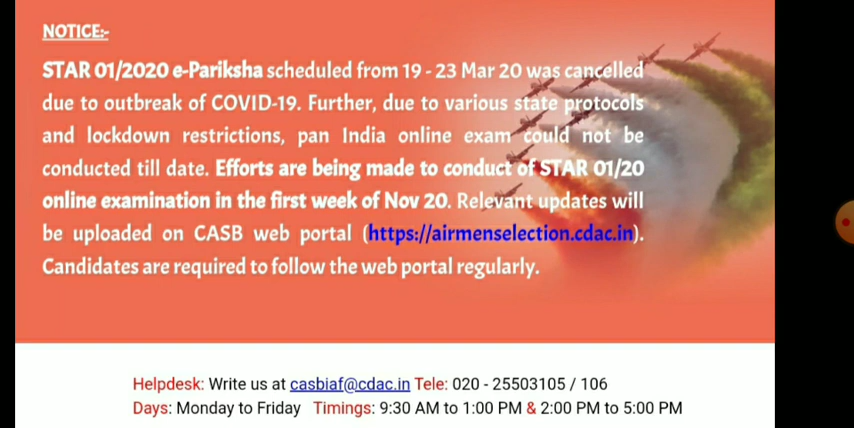 NOTICE:-
STAR 01/2020 e-Pariksha scheduled from 19 - 23 Mar 20 was cancelled
due to outbreak of COVID-19. Further, due to various state protocols
and lockdown restrictions, pan India online exam could not be
conducted till date. Efforts are being made to conduct of STAR 01/20
online examination in the first week of Nov 20. Relevant updates will
be uploaded on CASB web portal (https://airmenselection.cdac.in).
Candidates are required to follow the web portal regularly.
Helpdesk: Write us at casbiaf@cdac.in Tele: 020 - 25503105 / 106
Days: Monday to Friday Timings: 9:30 AM to 1:00 PM & 2:00 PM to 5:00 PM